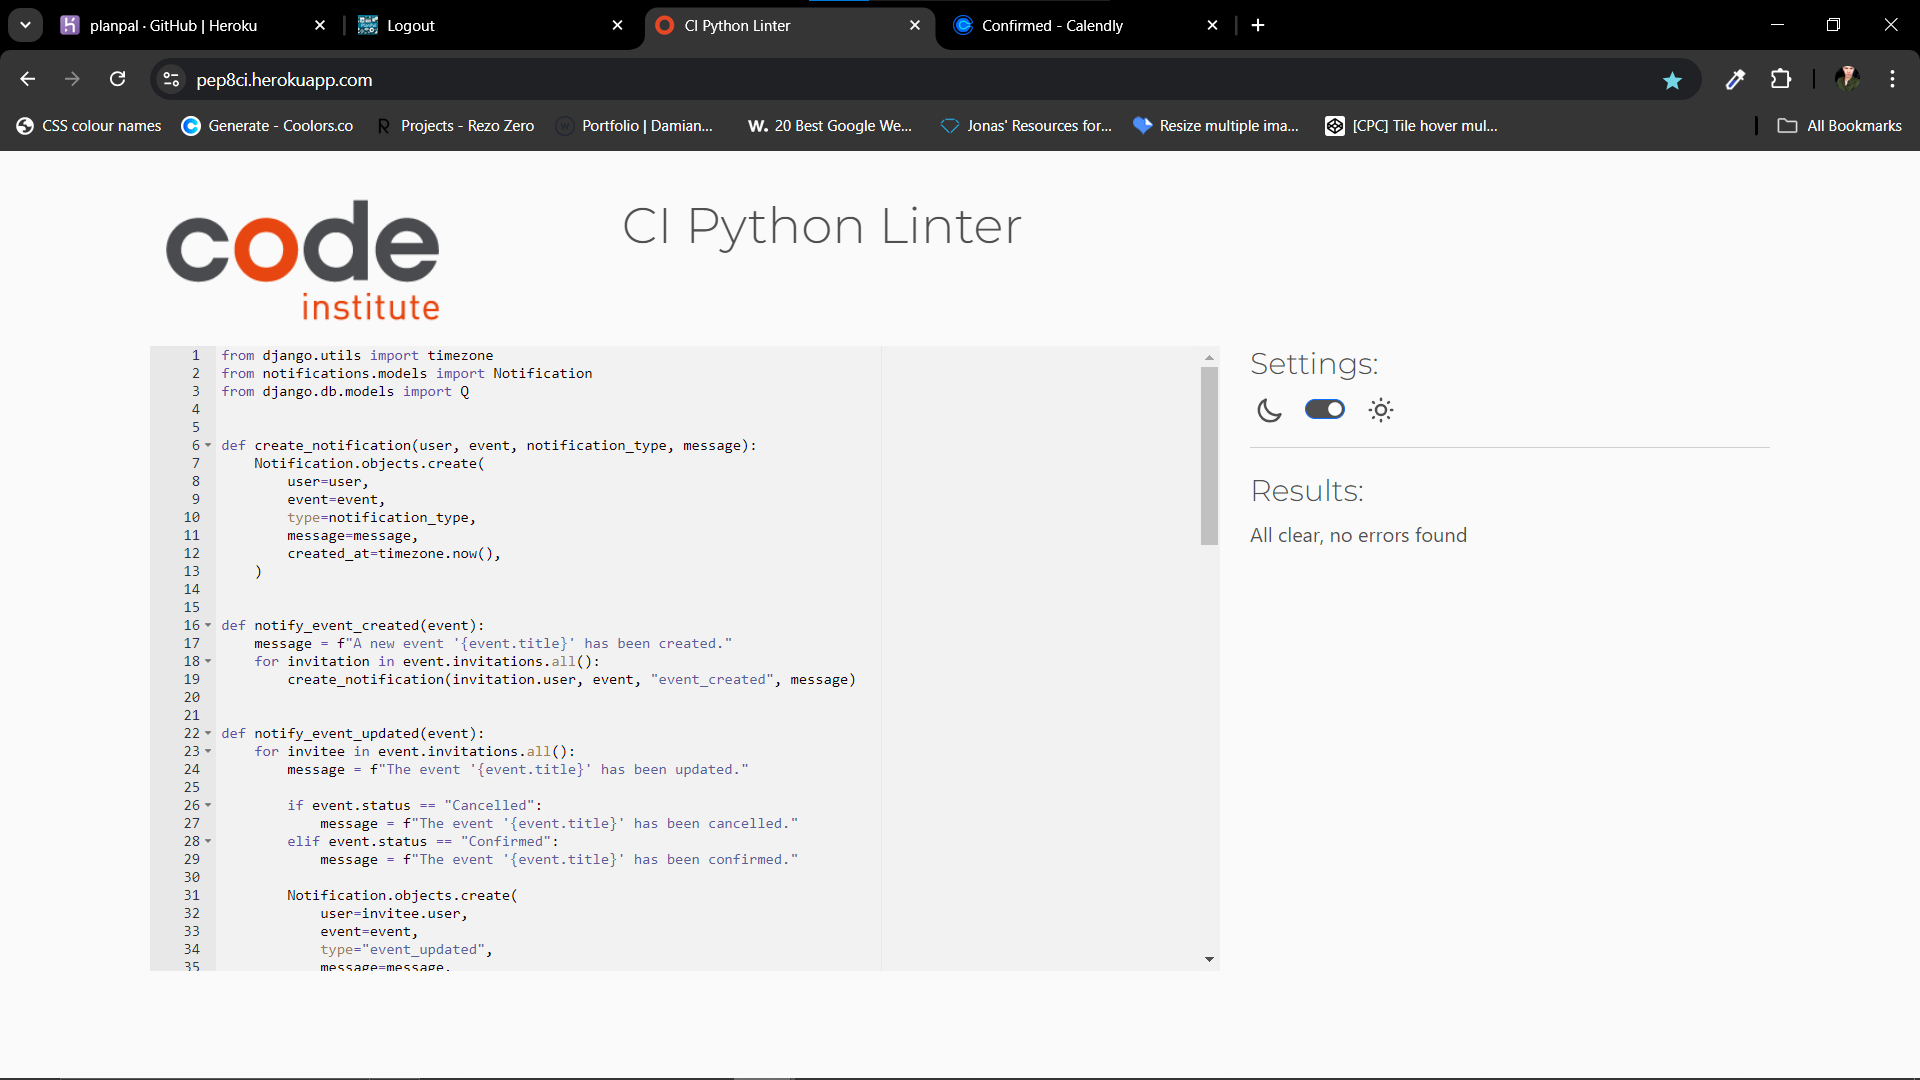 planpal · GitHub | Heroku
Logout
CI Python Linter
Confirmed - Calendly
pep8ci.herokuapp.com
CSS colour names
Generate - Coolors.co
Projects - Rezo Zero
Portfolio | Damian...
W. 20 Best Google We...
Jonas' Resources for...
Resize multiple ima...
[CPC] Tile hover mul...
All Bookmarks
code
institute
CI Python Linter
1 from django.utils import timezone
2 from notifications.models import Notification
3 from django.db.models import Q
4
5
6 def create_notification(user, event, notification_type, message):
7 Notification.objects.create(
8 user=user,
9 event=event,
10 type=notification_type,
11 message=message,
12 created_at=timezone.now(),
13 )
14
15
16 def notify_event_created(event):
17 message = f"A new event '{event.title}' has been created."
18 for invitation in event.invitations.all():
19 create_notification(invitation.user, event, "event_created", message)
20
21
22 def notify_event_updated(event):
23 for invitee in event.invitations.all():
24 message = f"The event '{event.title}' has been updated."
25
26 if event.status == "Cancelled":
27 message = f"The event '{event.title}' has been cancelled."
28 elif event.status == "Confirmed":
29 message = f"The event '{event.title}' has been confirmed."
30
31 Notification.objects.create(
32 user=invitee.user,
33 event=event,
34 type="event_updated",
35 message=message,
Settings:
Results:
All clear, no errors found